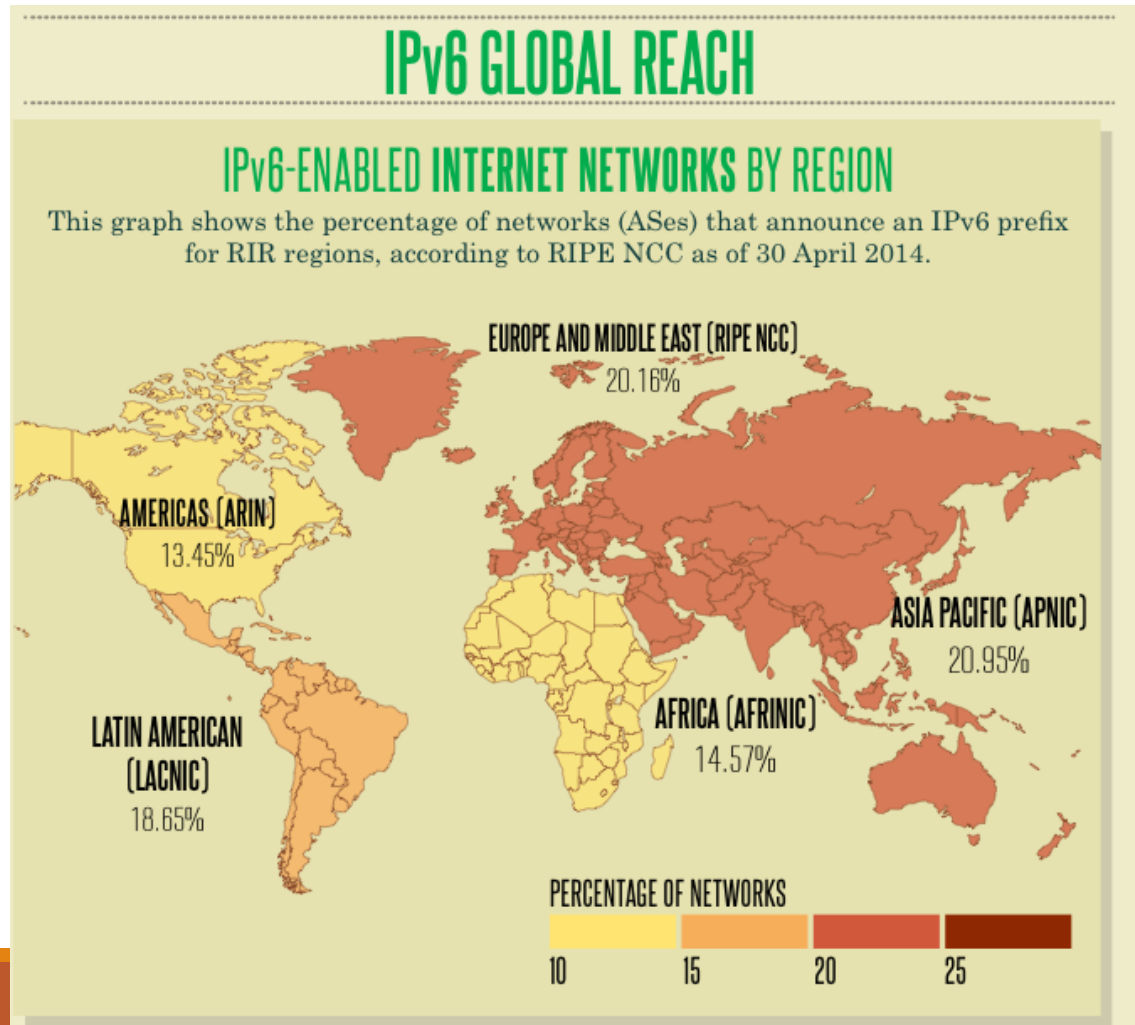 IPv6 GLOBAL REACH
IPv6-ENABLED INTERNET NETWORKS BY REGION
This graph shows the percentage of networks (ASes) that announce an IPv6 prefix
for RIR regions, according to RIPE NCC as of 30 April 2014.
EUROPE AND MIDDLE EAST (RIPE NCC)
20.16%
AMERICAS (ARIN)
13.45%
ASIA PACIFIC (APNIC)
20.95%
AFRICA (AFRINIC)
14.57%
LATIN AMERICAN
(LACNIC)
18.65%
PERCENTAGE OF NETWORKS
10 15 20 25